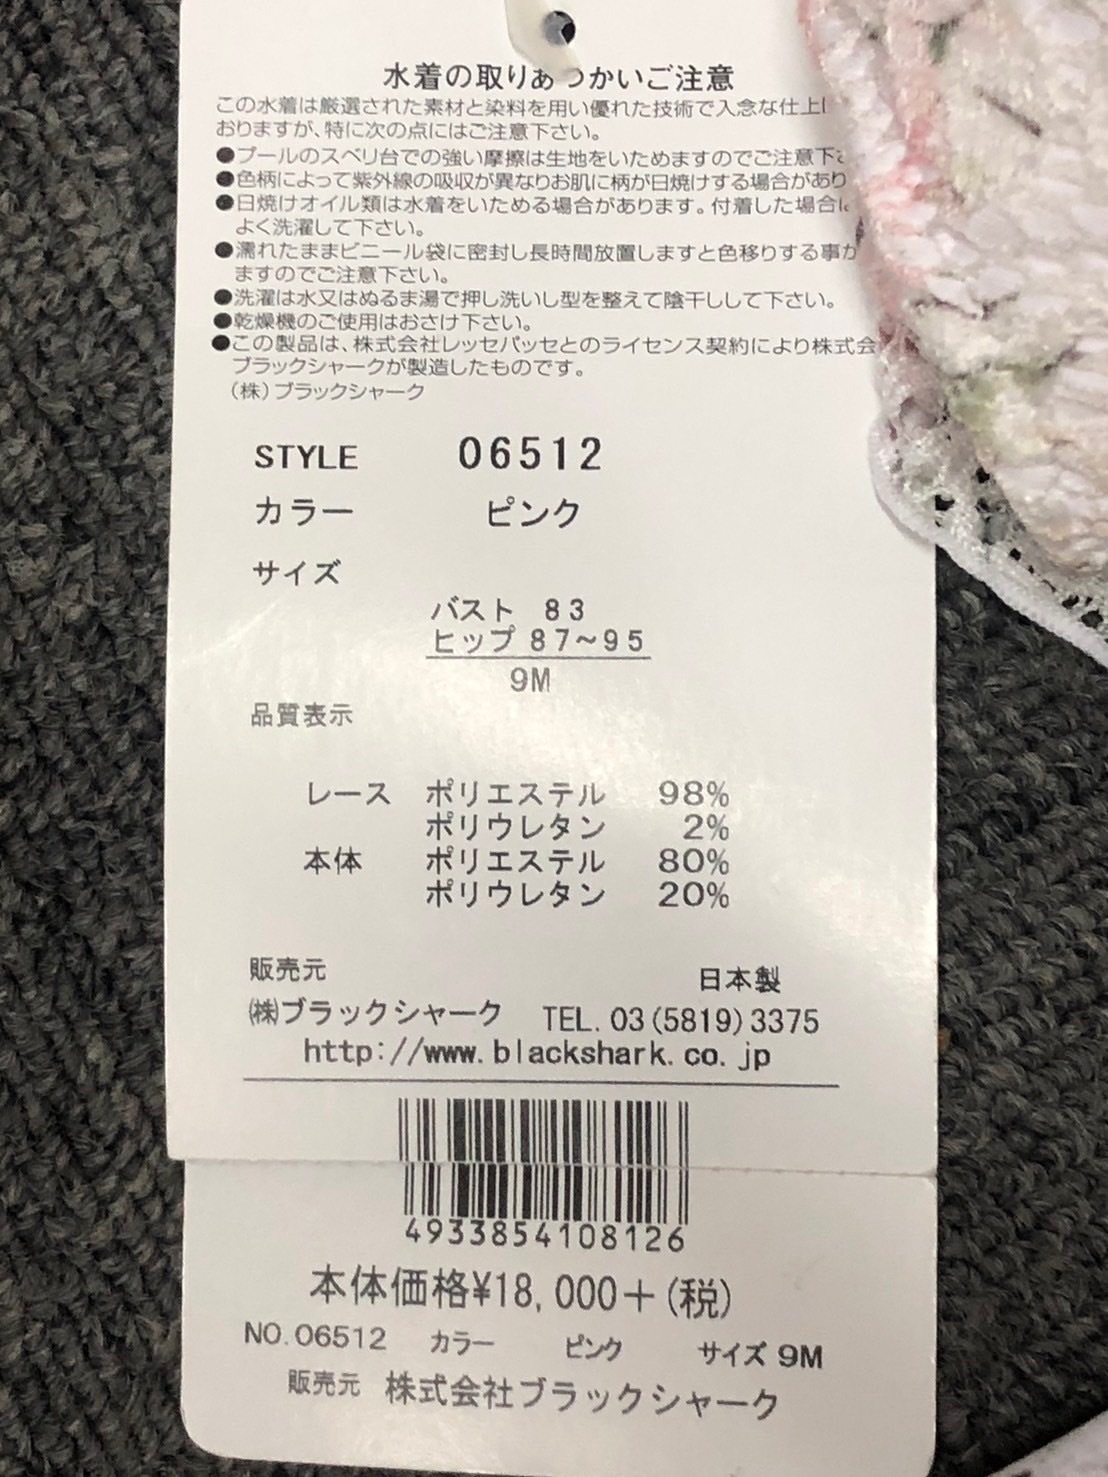 水着の取りあつかいご注意
この水着は厳選された素材と染料を用い優れた技術で入念な仕上げ
おりますが、特に次の点にはご注意下さい。
●プールのスベリ台での強い摩擦は生地をいためますのでご注意下さ
●色柄によって紫外線の吸収が異なりお肌に柄が日焼けする場合があり
●日焼けオイル類は水着をいためる場合があります。付着した場合に
よく洗濯して下さい。
●濡れたままビニール袋に密封し長時間放置しますと色移りする事が
ますのでご注意下さい。
●洗濯は水又はぬるま湯で押し洗いし型を整えて陰干しして下さい。
●乾燥機のご使用はおさけ下さい。
●この製品は、株式会社レッセパッセとのライセンス契約により株式会
ブラックシャークが製造したものです。
（株）ブラックシャーク
STYLE 06512
カラー ピンク
サイズ
バスト 83
ヒップ 87～95
9M
品質表示
レース ポリエステル 98%
ポリウレタン 2%
本体 ポリエステル 80%
ポリウレタン 20%
販売元 日本製
㈱ブラックシャーク TEL. 03(5819)3375
http://www.blackshark.co.jp
4933854108126
本体価格¥18,000＋(税)
NO.06512 カラー ピンク サイズ 9M
販売元 株式会社ブラックシャーク